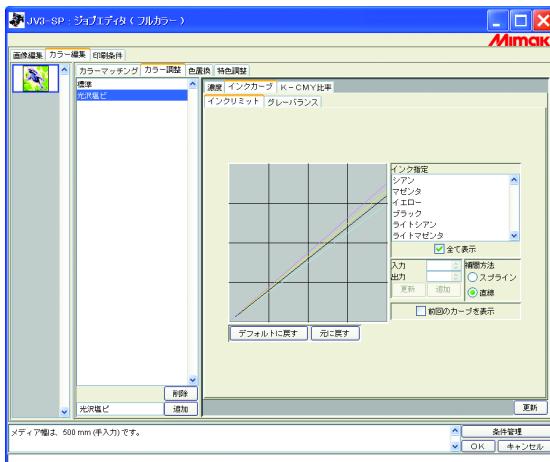 JV3-SP : ジョブエディタ ( フルカラー )
Mimaki
画像編集 カラー編集 印刷条件
カラーマッチング カラー調整 色置換 特色調整
標準
光沢塩ビ
濃度 インクカーブ K－CMY比率
インクリミット グレーバランス
インク指定
シアン
マゼンタ
イエロー
ブラック
ライトシアン
ライトマゼンタ
全て表示
入力
出力
更新 追加
補間方法
スプライン
直線
前回のカーブを表示
デフォルトに戻す 元に戻す
削除
光沢塩ビ 追加
更新
メディア幅は、500 mm (手入力) です。
条件管理
OK キャンセル